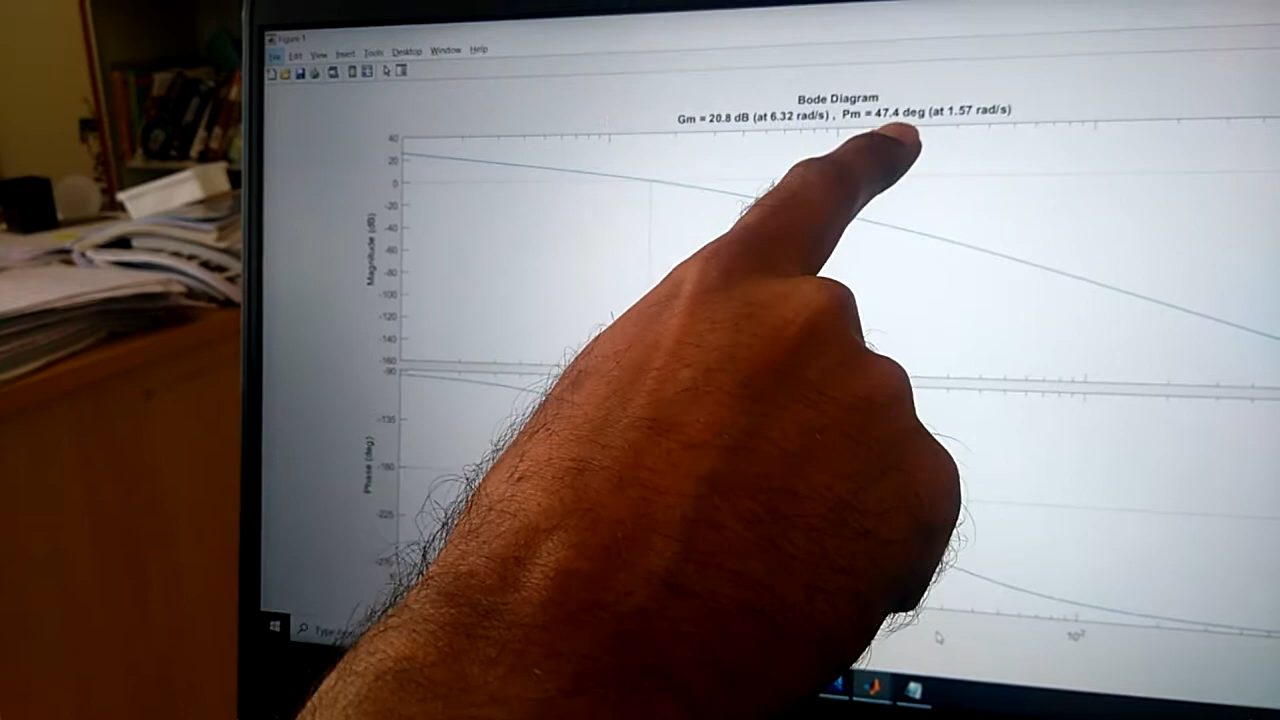 Figure 1
File Edit View Insert Tools Desktop Window Help
Bode Diagram
Gm = 20.8 dB (at 6.32 rad/s) , Pm = 47.4 deg (at 1.57 rad/s)
40
20
0
-20
-40
-60
-80
-100
-120
-140
-160
Magnitude (dB)
-90
-135
-180
-225
Phase (deg)
10²
Type